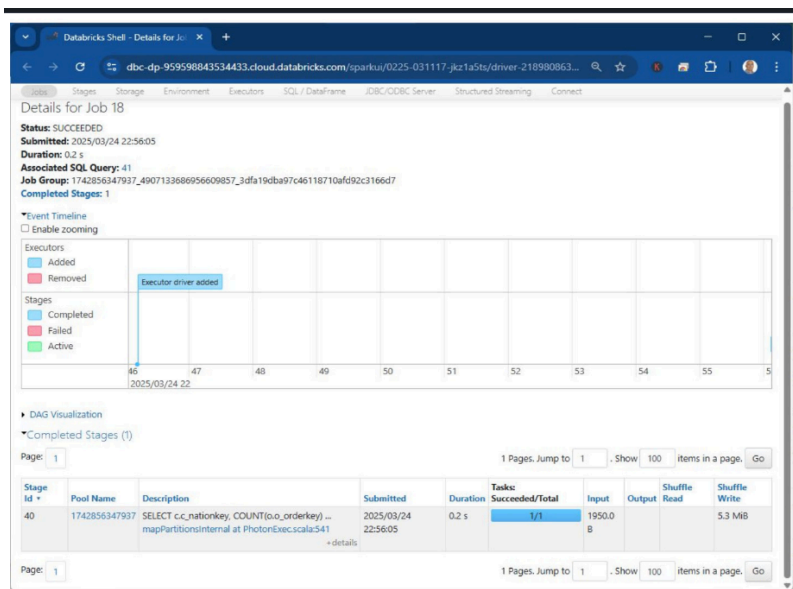 Databricks Shell - Details for Jo
dbc-dp-959598843534433.cloud.databricks.com/sparkui/0225-031117-jkz1a5ts/driver-218980863...
Jobs Stages Storage Environment Executors SQL / DataFrame JDBC/ODBC Server Structured Streaming Connect
Details for Job 18
Status: SUCCEEDED
Submitted: 2025/03/24 22:56:05
Duration: 0.2 s
Associated SQL Query: 41
Job Group: 1742856347937_4907133686956609857_3dfa19dba97c46118710afd92c3166d7
Completed Stages: 1
Event Timeline
Enable zooming
Executors
Added
Removed
Executor driver added
Stages
Completed
Failed
Active
46 47 48 49 50 51 52 53 54 55 5
2025/03/24 22
DAG Visualization
Completed Stages (1)
Page: 1 1 Pages. Jump to 1 . Show 100 items in a page. Go
Stage Id Pool Name Description Submitted Duration Tasks: Succeeded/Total Input Output Shuffle Read Shuffle Write
40 1742856347937 SELECT c.c_nationkey, COUNT(o.o_orderkey) ... 2025/03/24 22:56:05 0.2 s 1/1 1950.0 B 5.3 MiB
mapPartitionsInternal at PhotonExec.scala:541
+details
Page: 1 1 Pages. Jump to 1 . Show 100 items in a page. Go